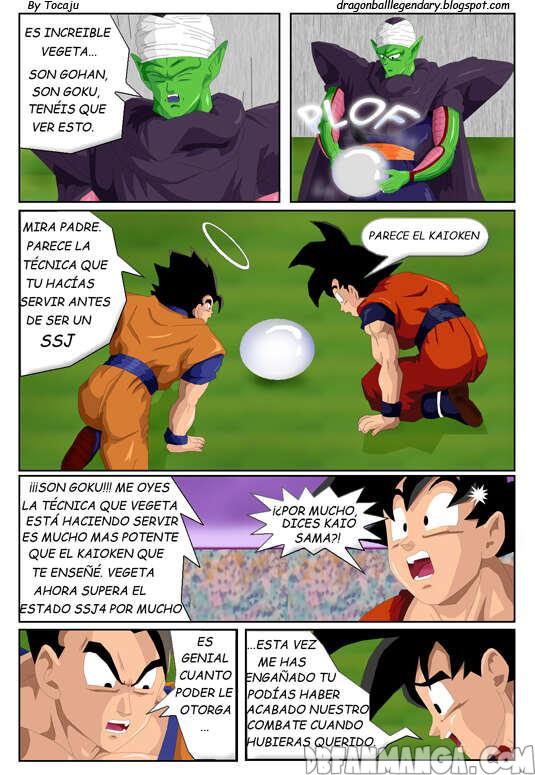 By Tocaju
dragonballlegendary.blogspot.com
ES INCREIBLE
VEGETA...
SON GOHAN,
SON GOKU,
TENÉIS QUE
VER ESTO.
PLOF
MIRA PADRE.
PARECE LA
TÉCNICA QUE
TU HACÍAS
SERVIR ANTES
DE SER UN
SSJ
PARECE EL KAIOKEN
¡¡¡SON GOKU!!! ME OYES
LA TÉCNICA QUE VEGETA
ESTÁ HACIENDO SERVIR
ES MUCHO MAS POTENTE
QUE EL KAIOKEN QUE
TE ENSEÑÉ. VEGETA
AHORA SUPERA EL
ESTADO SSJ4 POR MUCHO
¡¿POR MUCHO,
DICES KAIO
SAMA?!
ES
GENIAL
CUANTO
PODER LE
OTORGA
...
...ESTA VEZ
ME HAS
ENGAÑADO TU
PODÍAS HABER
ACABADO NUESTRO
COMBATE CUANDO
HUBIERAS QUERIDO
DBFANMANGA.COM